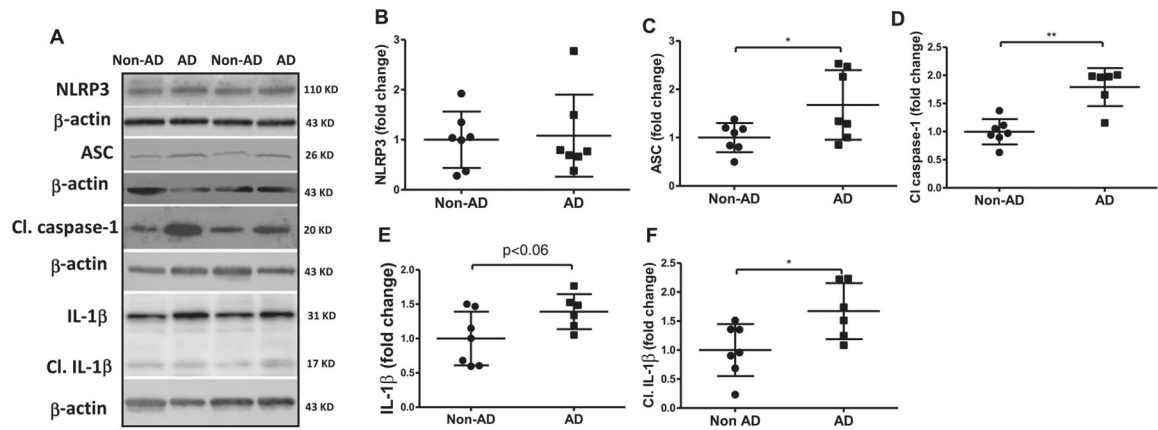 A
Non-AD AD Non-AD AD
NLRP3 110 KD
β-actin 43 KD
ASC 26 KD
β-actin 43 KD
Cl. caspase-1 20 KD
β-actin 43 KD
IL-1β 31 KD
Cl. IL-1β 17 KD
β-actin 43 KD
B
NLRP3 (fold change)
3
2
1
0
Non-AD AD
C
*
ASC (fold change)
4
3
2
1
0
Non-AD AD
D
**
Cl caspase-1 (fold change)
2.5
2.0
1.5
1.0
0.5
0.0
Non-AD AD
E
p<0.06
IL-1β (fold change)
2.0
1.5
1.0
0.5
0.0
Non-AD AD
F
*
Cl. IL-1β (fold change)
2.5
2.0
1.5
1.0
0.5
0.0
Non AD AD